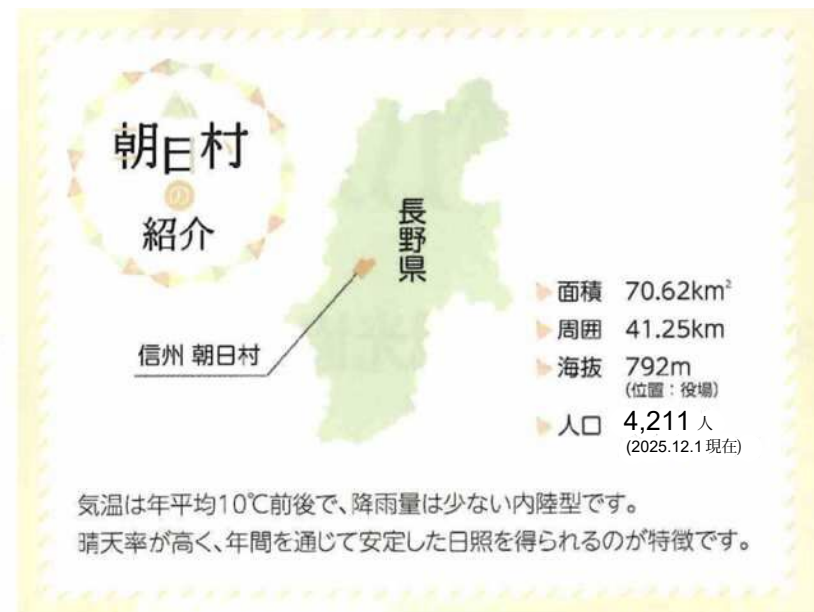 朝日村
の
紹介
長野県
信州 朝日村
面積 70.62km²
周囲 41.25km
海抜 792m
(位置：役場)
人口 4,211 人
(2025.12.1 現在)
気温は年平均10℃前後で、降雨量は少ない内陸型です。
晴天率が高く、年間を通じて安定した日照を得られるのが特徴です。